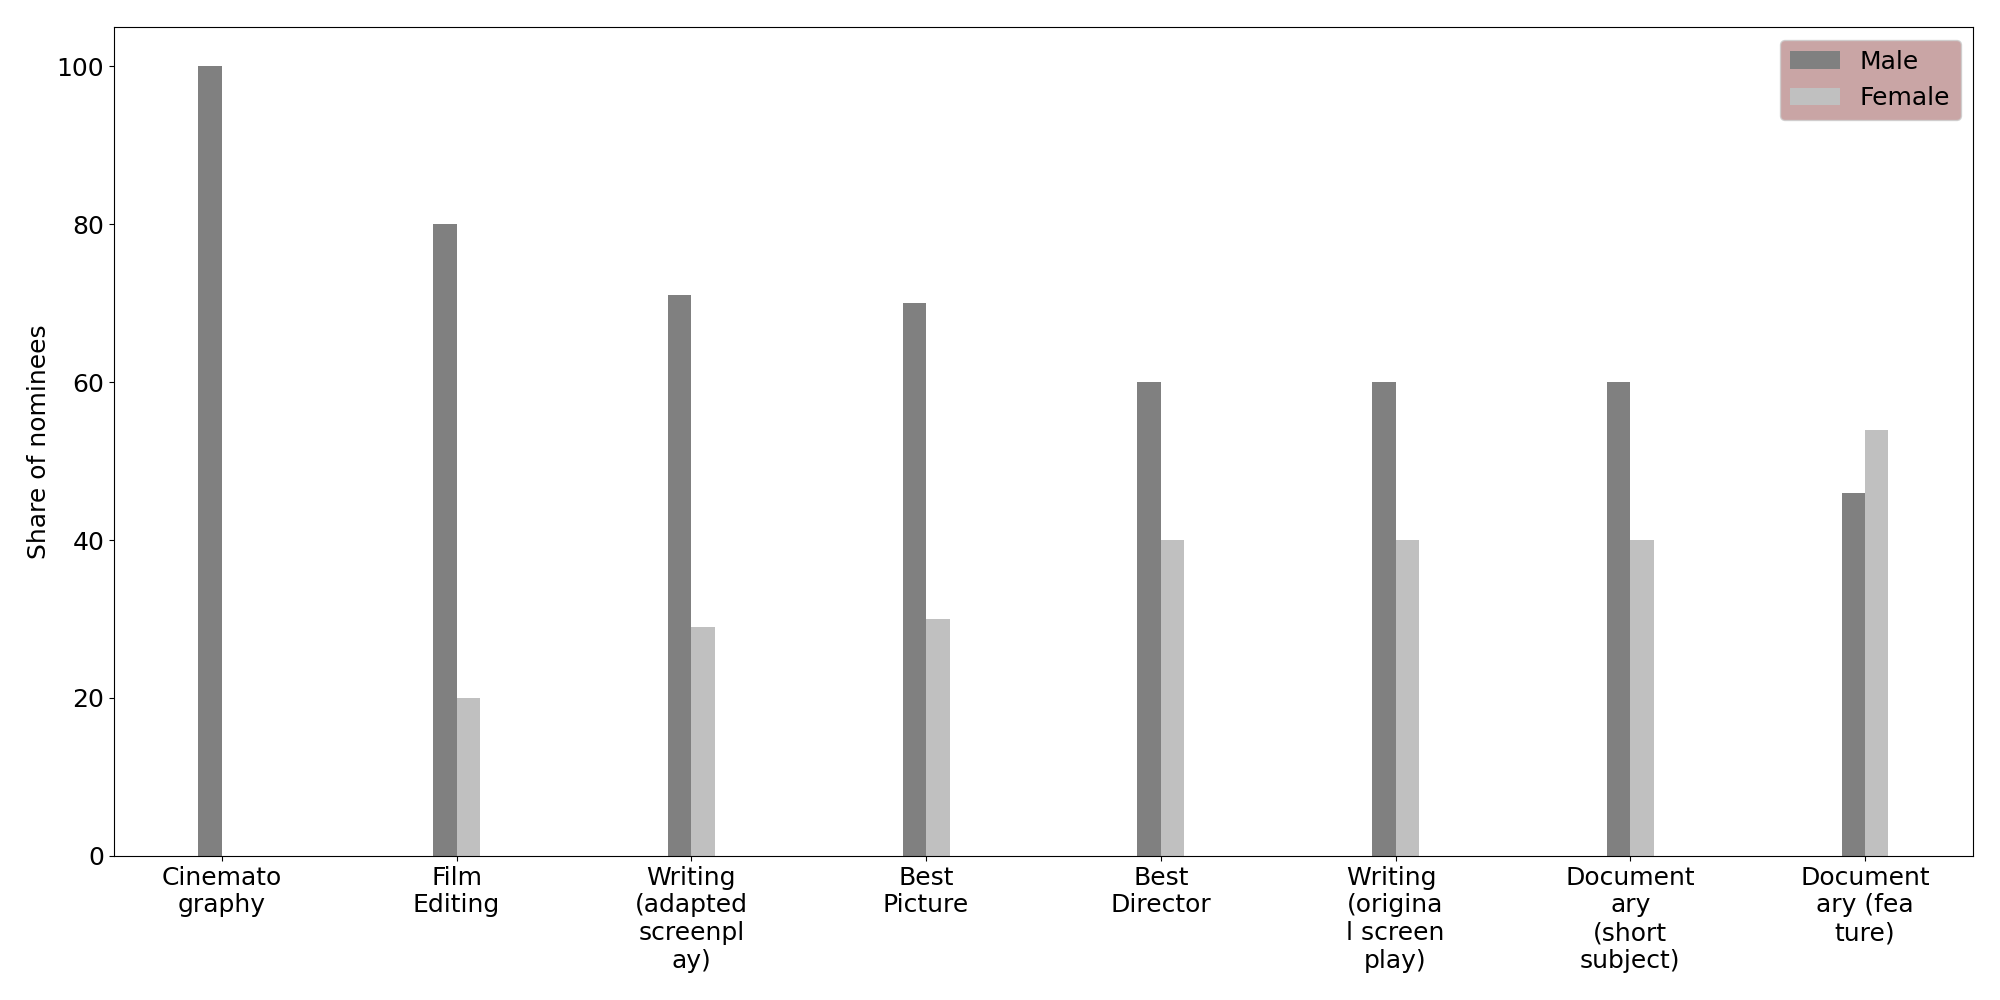 Share of nominees
100
80
60
40
20
0
Male
Female
Cinemato
graphy
Film
Editing
Writing
(adapted
screenpl
ay)
Best
Picture
Best
Director
Writing
(origina
l screen
play)
Document
ary
(short
subject)
Document
ary (fea
ture)